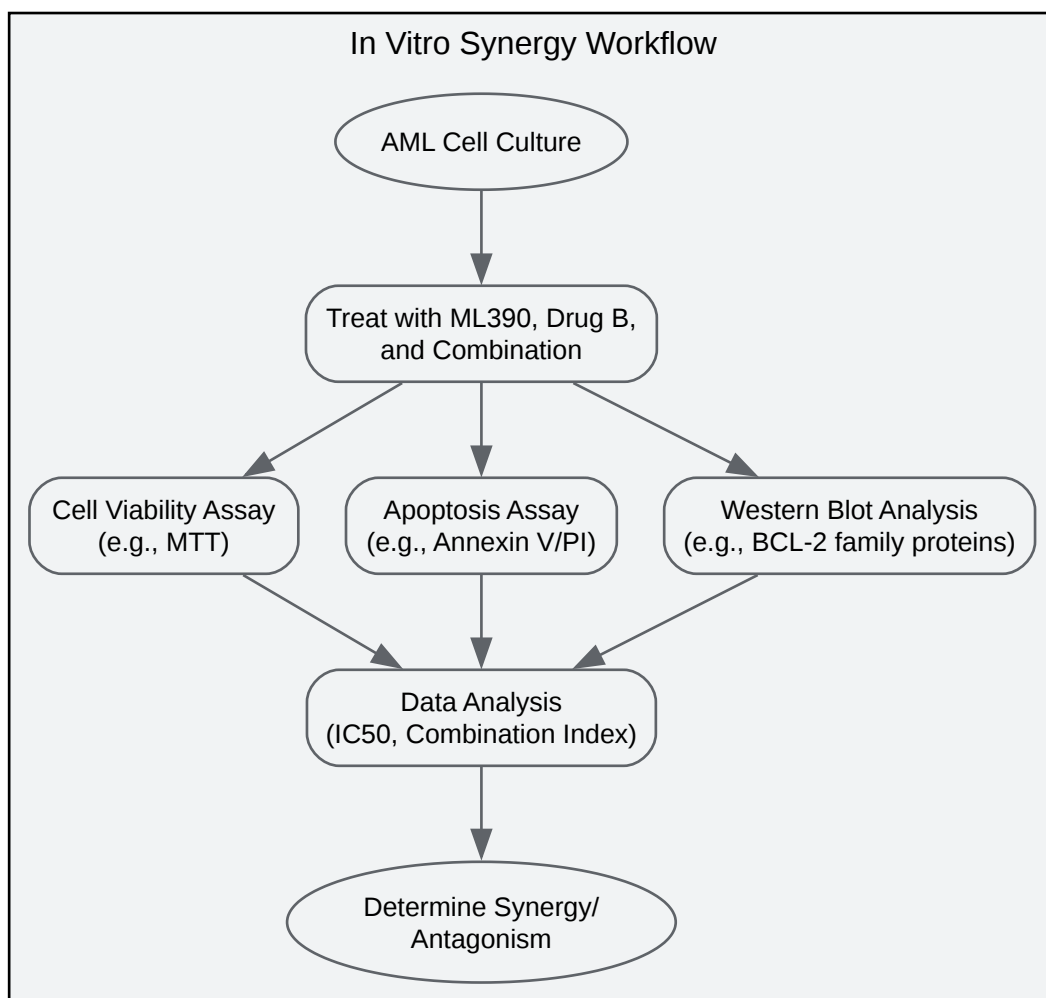 In Vitro Synergy Workflow
AML Cell Culture
Treat with ML390, Drug B,
and Combination
Cell Viability Assay
(e.g., MTT)
Apoptosis Assay
(e.g., Annexin V/PI)
Western Blot Analysis
(e.g., BCL-2 family proteins)
Data Analysis
(IC50, Combination Index)
Determine Synergy/
Antagonism